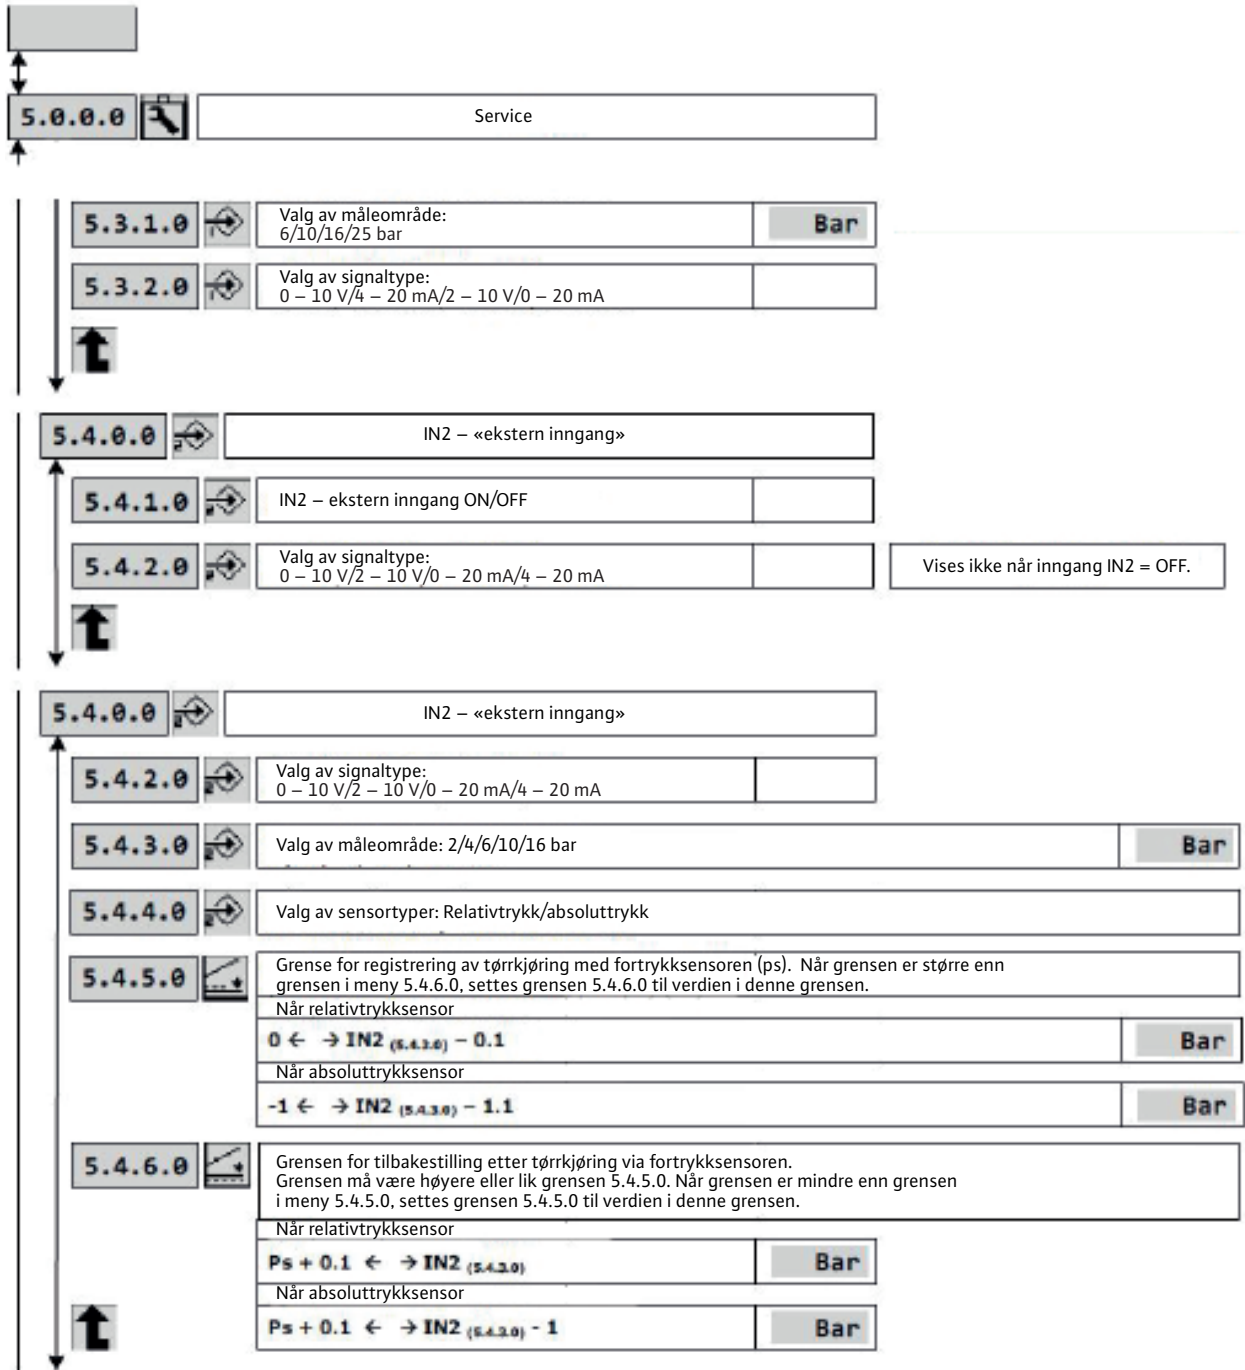 5.0.0.0 Service
5.3.1.0 Valg av måleområde:
6/10/16/25 bar
Bar
5.3.2.0 Valg av signaltype:
0 – 10 V/4 – 20 mA/2 – 10 V/0 – 20 mA
5.4.0.0 IN2 – «ekstern inngang»
5.4.1.0 IN2 – ekstern inngang ON/OFF
5.4.2.0 Valg av signaltype:
0 – 10 V/2 – 10 V/0 – 20 mA/4 – 20 mA
Vises ikke når inngang IN2 = OFF.
5.4.0.0 IN2 – «ekstern inngang»
5.4.2.0 Valg av signaltype:
0 – 10 V/2 – 10 V/0 – 20 mA/4 – 20 mA
5.4.3.0 Valg av måleområde: 2/4/6/10/16 bar Bar
5.4.4.0 Valg av sensortyper: Relativtrykk/absoluttrykk
5.4.5.0 Grense for registrering av tørrkjøring med fortrykksensoren (ps). Når grensen er større enn
grensen i meny 5.4.6.0, settes grensen 5.4.6.0 til verdien i denne grensen.
Når relativtrykksensor
0 ← → IN2 (5.4.3.0) – 0.1 Bar
Når absoluttrykksensor
-1 ← → IN2 (5.4.3.0) – 1.1 Bar
5.4.6.0 Grensen for tilbakestilling etter tørrkjøring via fortrykksensoren.
Grensen må være høyere eller lik grensen 5.4.5.0. Når grensen er mindre enn grensen
i meny 5.4.5.0, settes grensen 5.4.5.0 til verdien i denne grensen.
Når relativtrykksensor
Ps + 0.1 ← → IN2 (5.4.3.0) Bar
Når absoluttrykksensor
Ps + 0.1 ← → IN2 (5.4.3.0) - 1 Bar